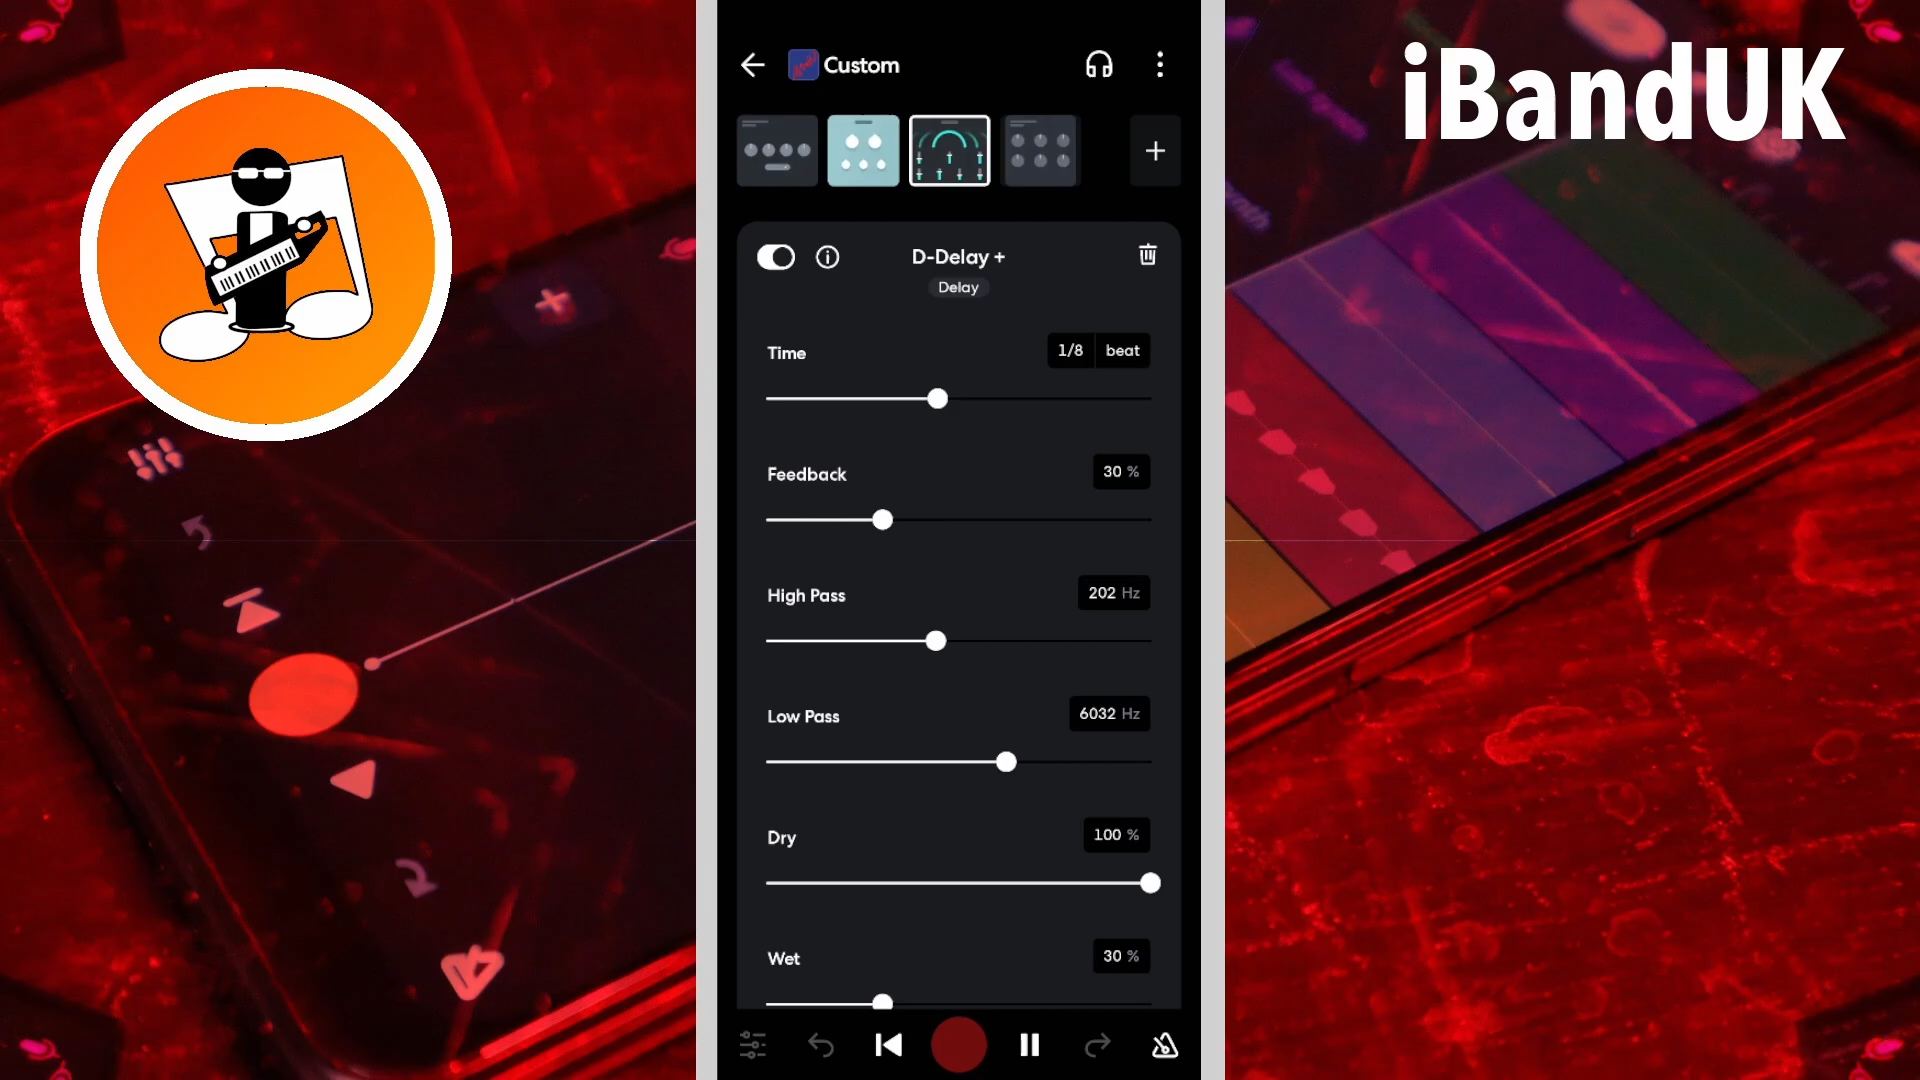 iBandUK
Custom
D-Delay +
Delay
Time
1/8 beat
Feedback
30 %
High Pass
202 Hz
Low Pass
6032 Hz
Dry
100 %
Wet
30 %